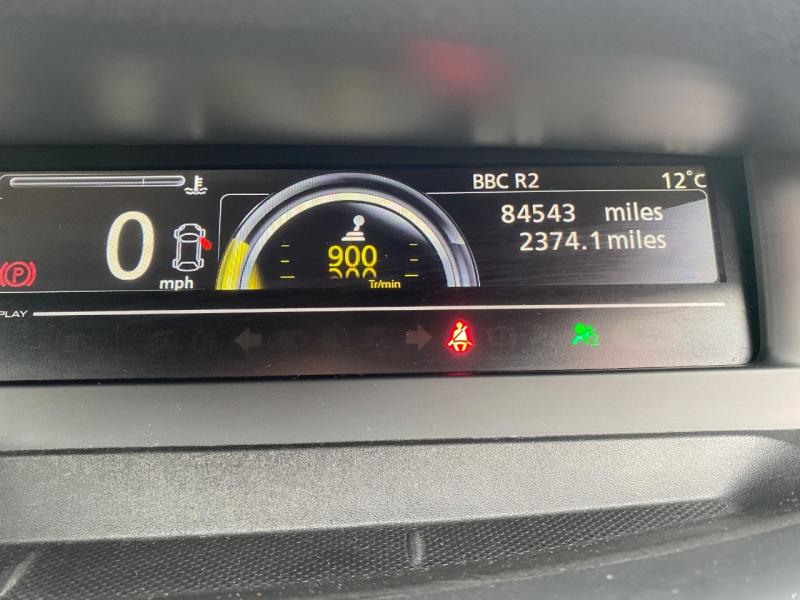 BBC R2 12°C
84543 miles
0 900 2374.1 miles
P mph Tr/min
PLAY